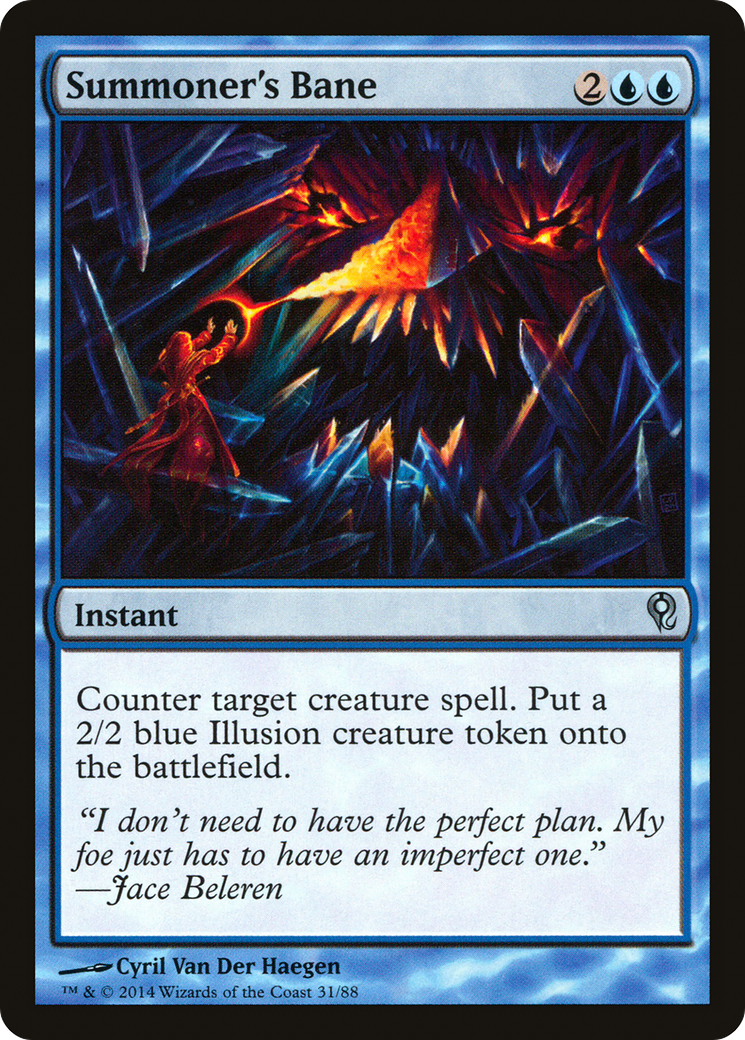 Summoner's Bane 2
Instant
Counter target creature spell. Put a
2/2 blue Illusion creature token onto
the battlefield.
“I don’t need to have the perfect plan. My
foe just has to have an imperfect one.”
—Jace Beleren
Cyril Van Der Haegen
™ & © 2014 Wizards of the Coast 31/88